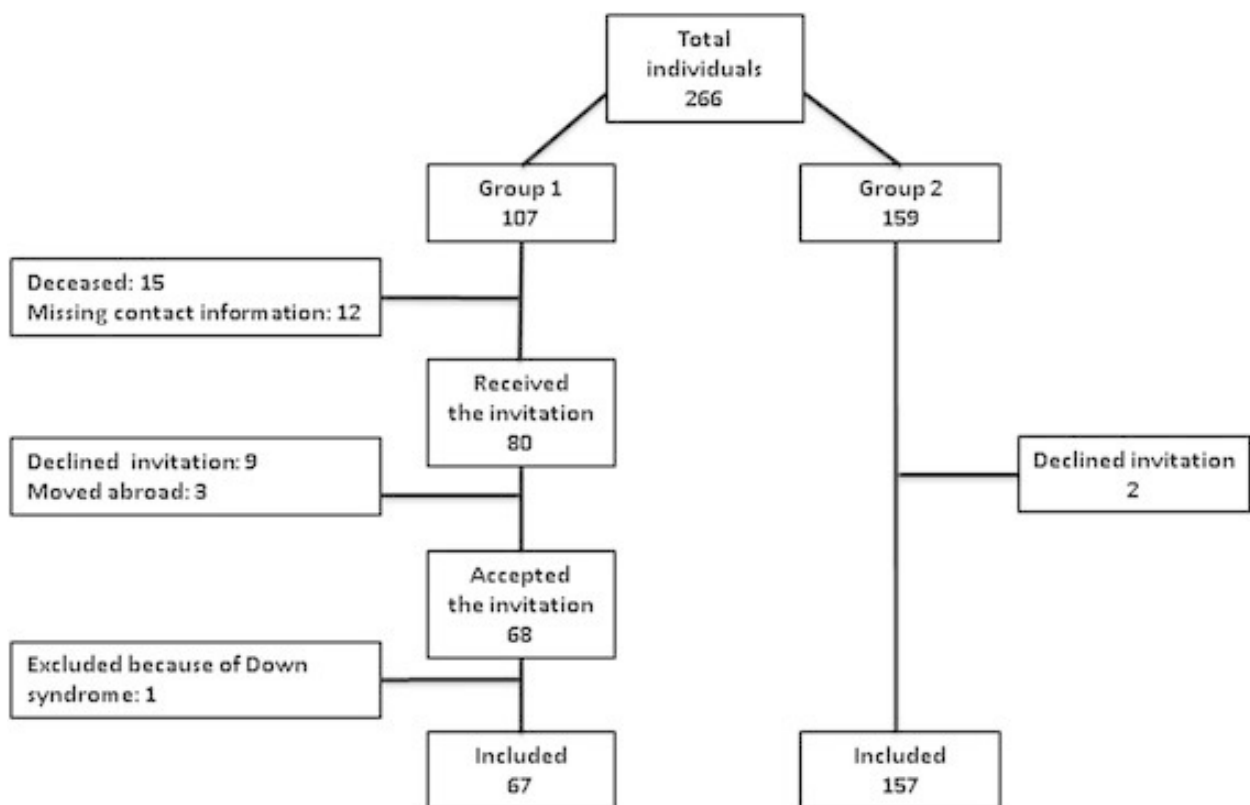 Total
individuals
266
Group 1
107
Group 2
159
Deceased: 15
Missing contact information: 12
Received
the invitation
80
Declined invitation: 9
Moved abroad: 3
Declined invitation
2
Accepted
the invitation
68
Excluded because of Down
syndrome: 1
Included
67
Included
157